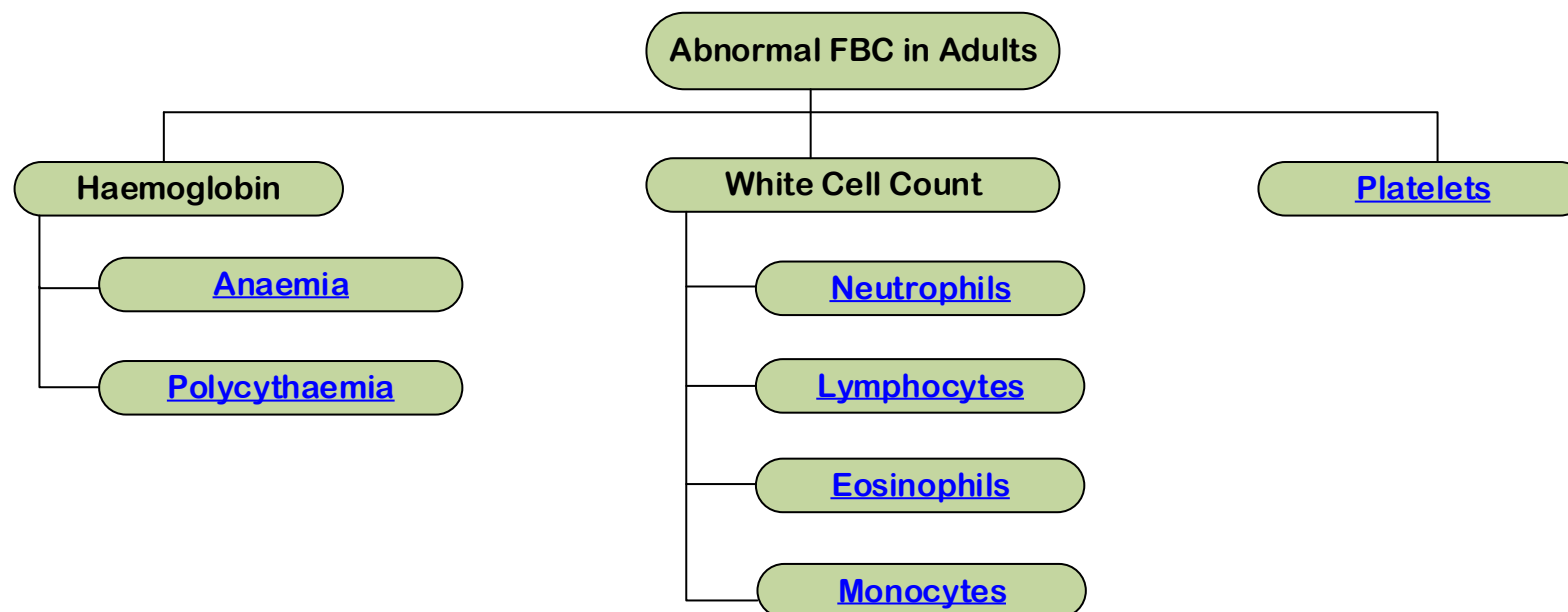 Abnormal FBC in Adults
Haemoglobin
White Cell Count
Platelets
Anaemia
Polycythaemia
Neutrophils
Lymphocytes
Eosinophils
Monocytes